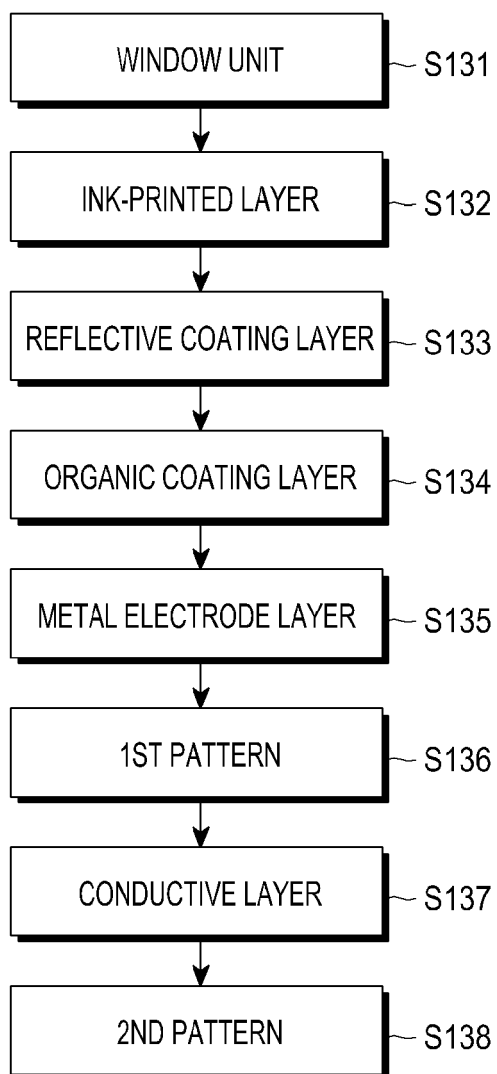 WINDOW UNIT S131
INK-PRINTED LAYER S132
REFLECTIVE COATING LAYER S133
ORGANIC COATING LAYER S134
METAL ELECTRODE LAYER S135
1ST PATTERN S136
CONDUCTIVE LAYER S137
2ND PATTERN S138